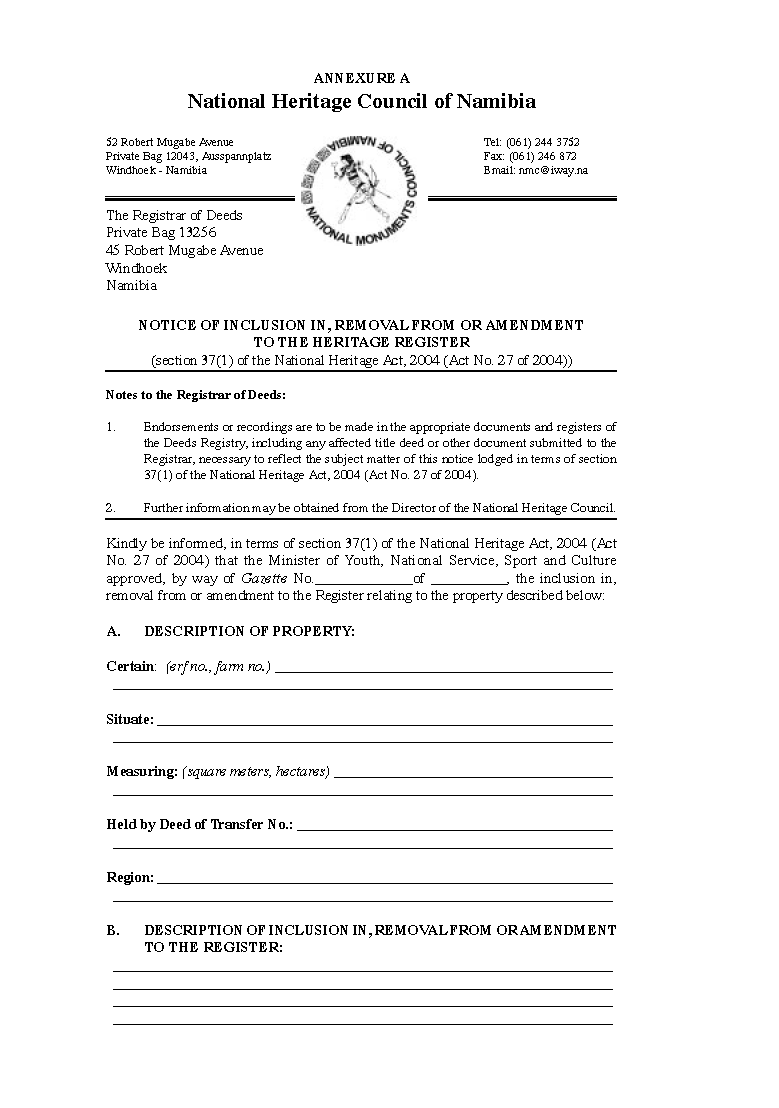 ANNEXURE A
National Heritage Council of Namibia
52 Robert Mugabe Avenue
Private Bag 12043, Ausspannplatz
Windhoek - Namibia
NATIONAL MONUMENTS COUNCIL OF NAMIBIA
Tel: (061) 244 3752
Fax: (061) 246 872
Email: nmc@iway.na
The Registrar of Deeds
Private Bag 13256
45 Robert Mugabe Avenue
Windhoek
Namibia
NOTICE OF INCLUSION IN, REMOVAL FROM OR AMENDMENT
TO THE HERITAGE REGISTER
(section 37(1) of the National Heritage Act, 2004 (Act No. 27 of 2004))
Notes to the Registrar of Deeds:
1. Endorsements or recordings are to be made in the appropriate documents and registers of
the Deeds Registry, including any affected title deed or other document submitted to the
Registrar, necessary to reflect the subject matter of this notice lodged in terms of section
37(1) of the National Heritage Act, 2004 (Act No. 27 of 2004).
2. Further information may be obtained from the Director of the National Heritage Council.
Kindly be informed, in terms of section 37(1) of the National Heritage Act, 2004 (Act
No. 27 of 2004) that the Minister of Youth, National Service, Sport and Culture
approved, by way of Gazette No._____________of __________, the inclusion in,
removal from or amendment to the Register relating to the property described below:
A. DESCRIPTION OF PROPERTY:
Certain: (erf no., farm no.)
Situate:
Measuring: (square meters, hectares)
Held by Deed of Transfer No.:
Region:
B. DESCRIPTION OF INCLUSION IN, REMOVAL FROM OR AMENDMENT
TO THE REGISTER: